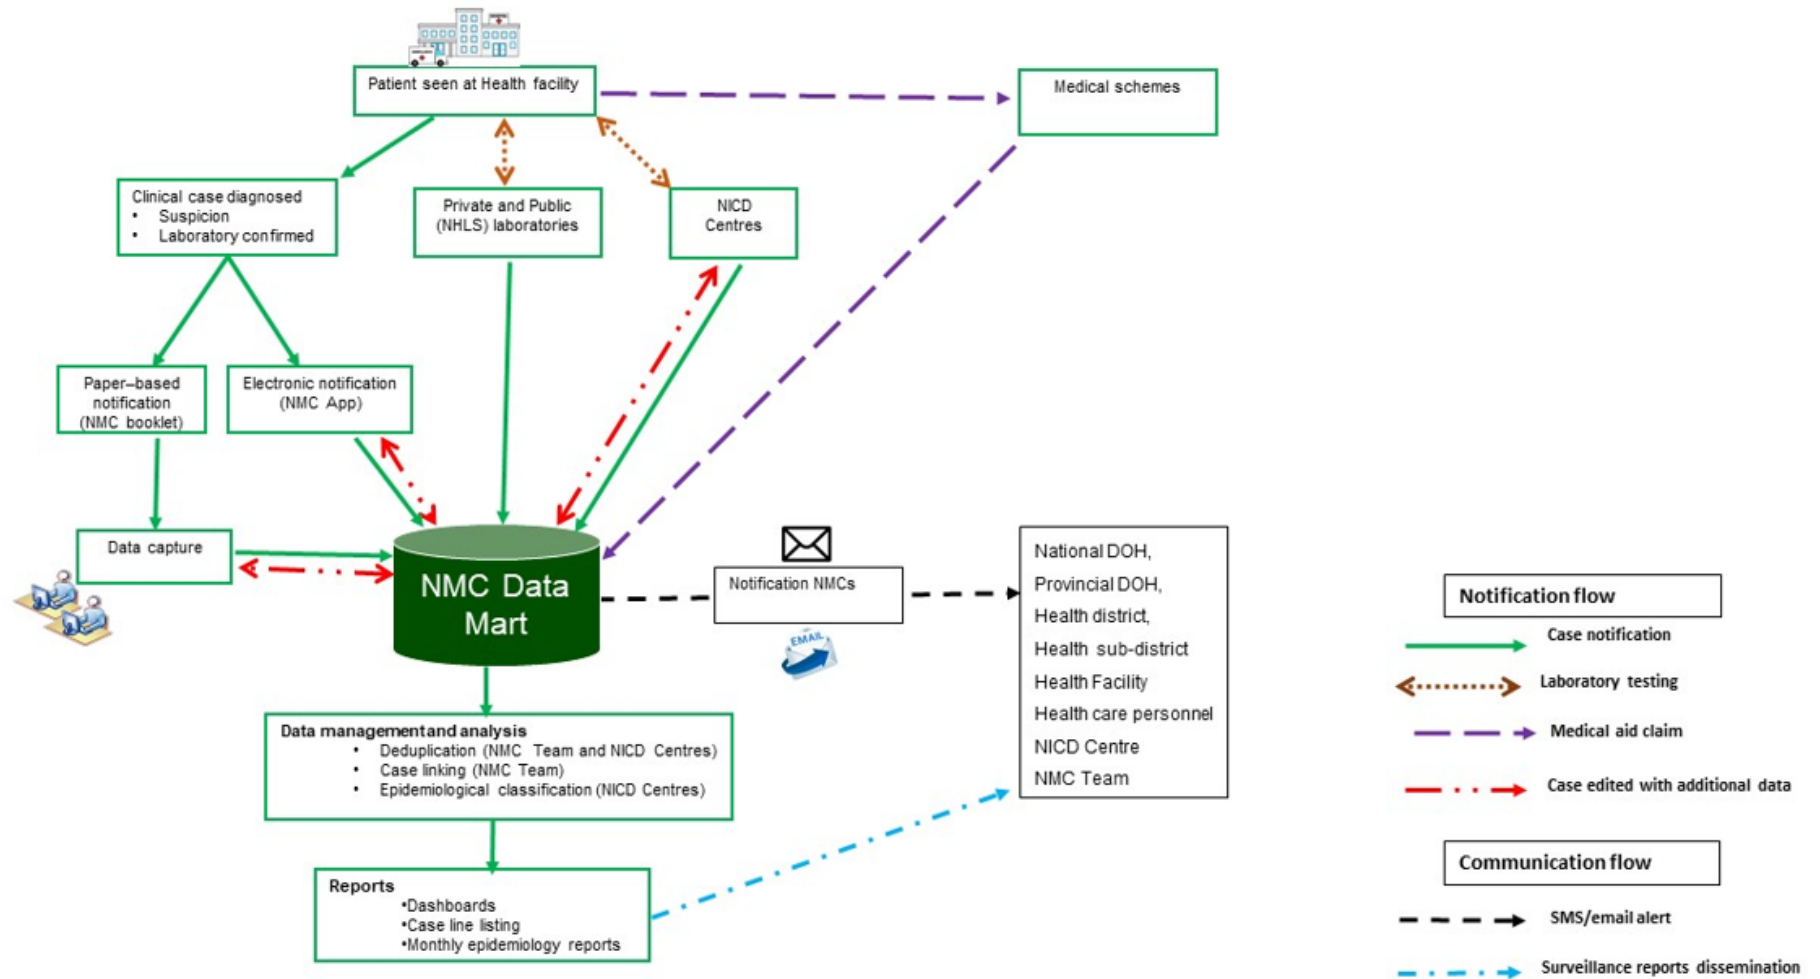 Patient seen at Health facility
Medical schemes
Clinical case diagnosed
• Suspicion
• Laboratory confirmed
Private and Public
(NHLS) laboratories
NICD
Centres
Paper–based
notification
(NMC booklet)
Electronic notification
(NMC App)
Data capture
NMC Data
Mart
Notification NMCs
EMAIL
National DOH,
Provincial DOH,
Health district,
Health sub-district
Health Facility
Health care personnel
NICD Centre
NMC Team
Data management and analysis
• Deduplication (NMC Team and NICD Centres)
• Case linking (NMC Team)
• Epidemiological classification (NICD Centres)
Reports
•Dashboards
•Case line listing
•Monthly epidemiology reports
Notification flow
Case notification
Laboratory testing
Medical aid claim
Case edited with additional data
Communication flow
SMS/email alert
Surveillance reports dissemination